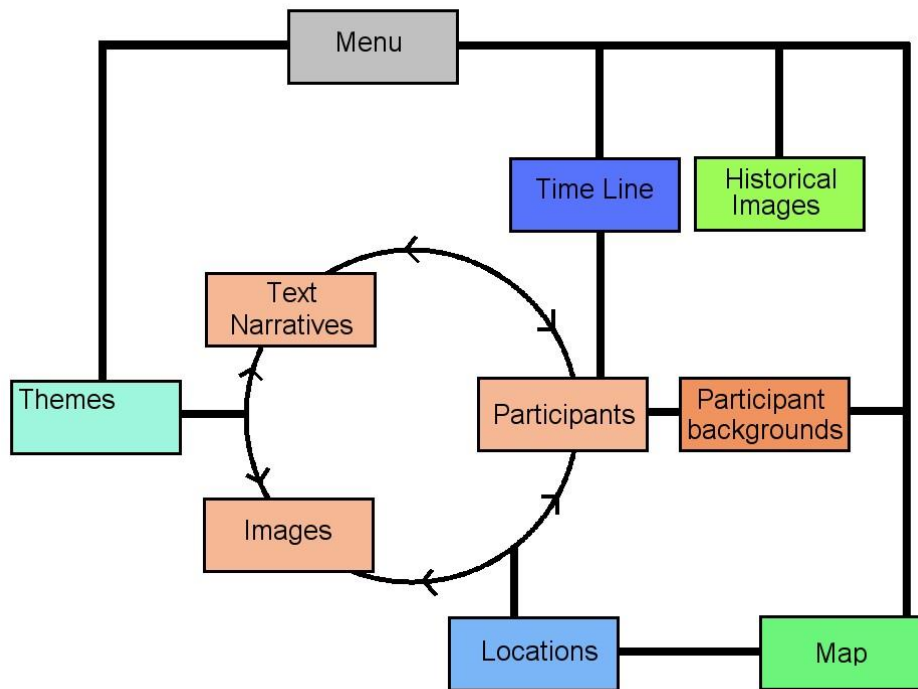 Menu
Time Line
Historical
Images
Text
Narratives
Themes
Participants
Participant
backgrounds
Images
Locations
Map